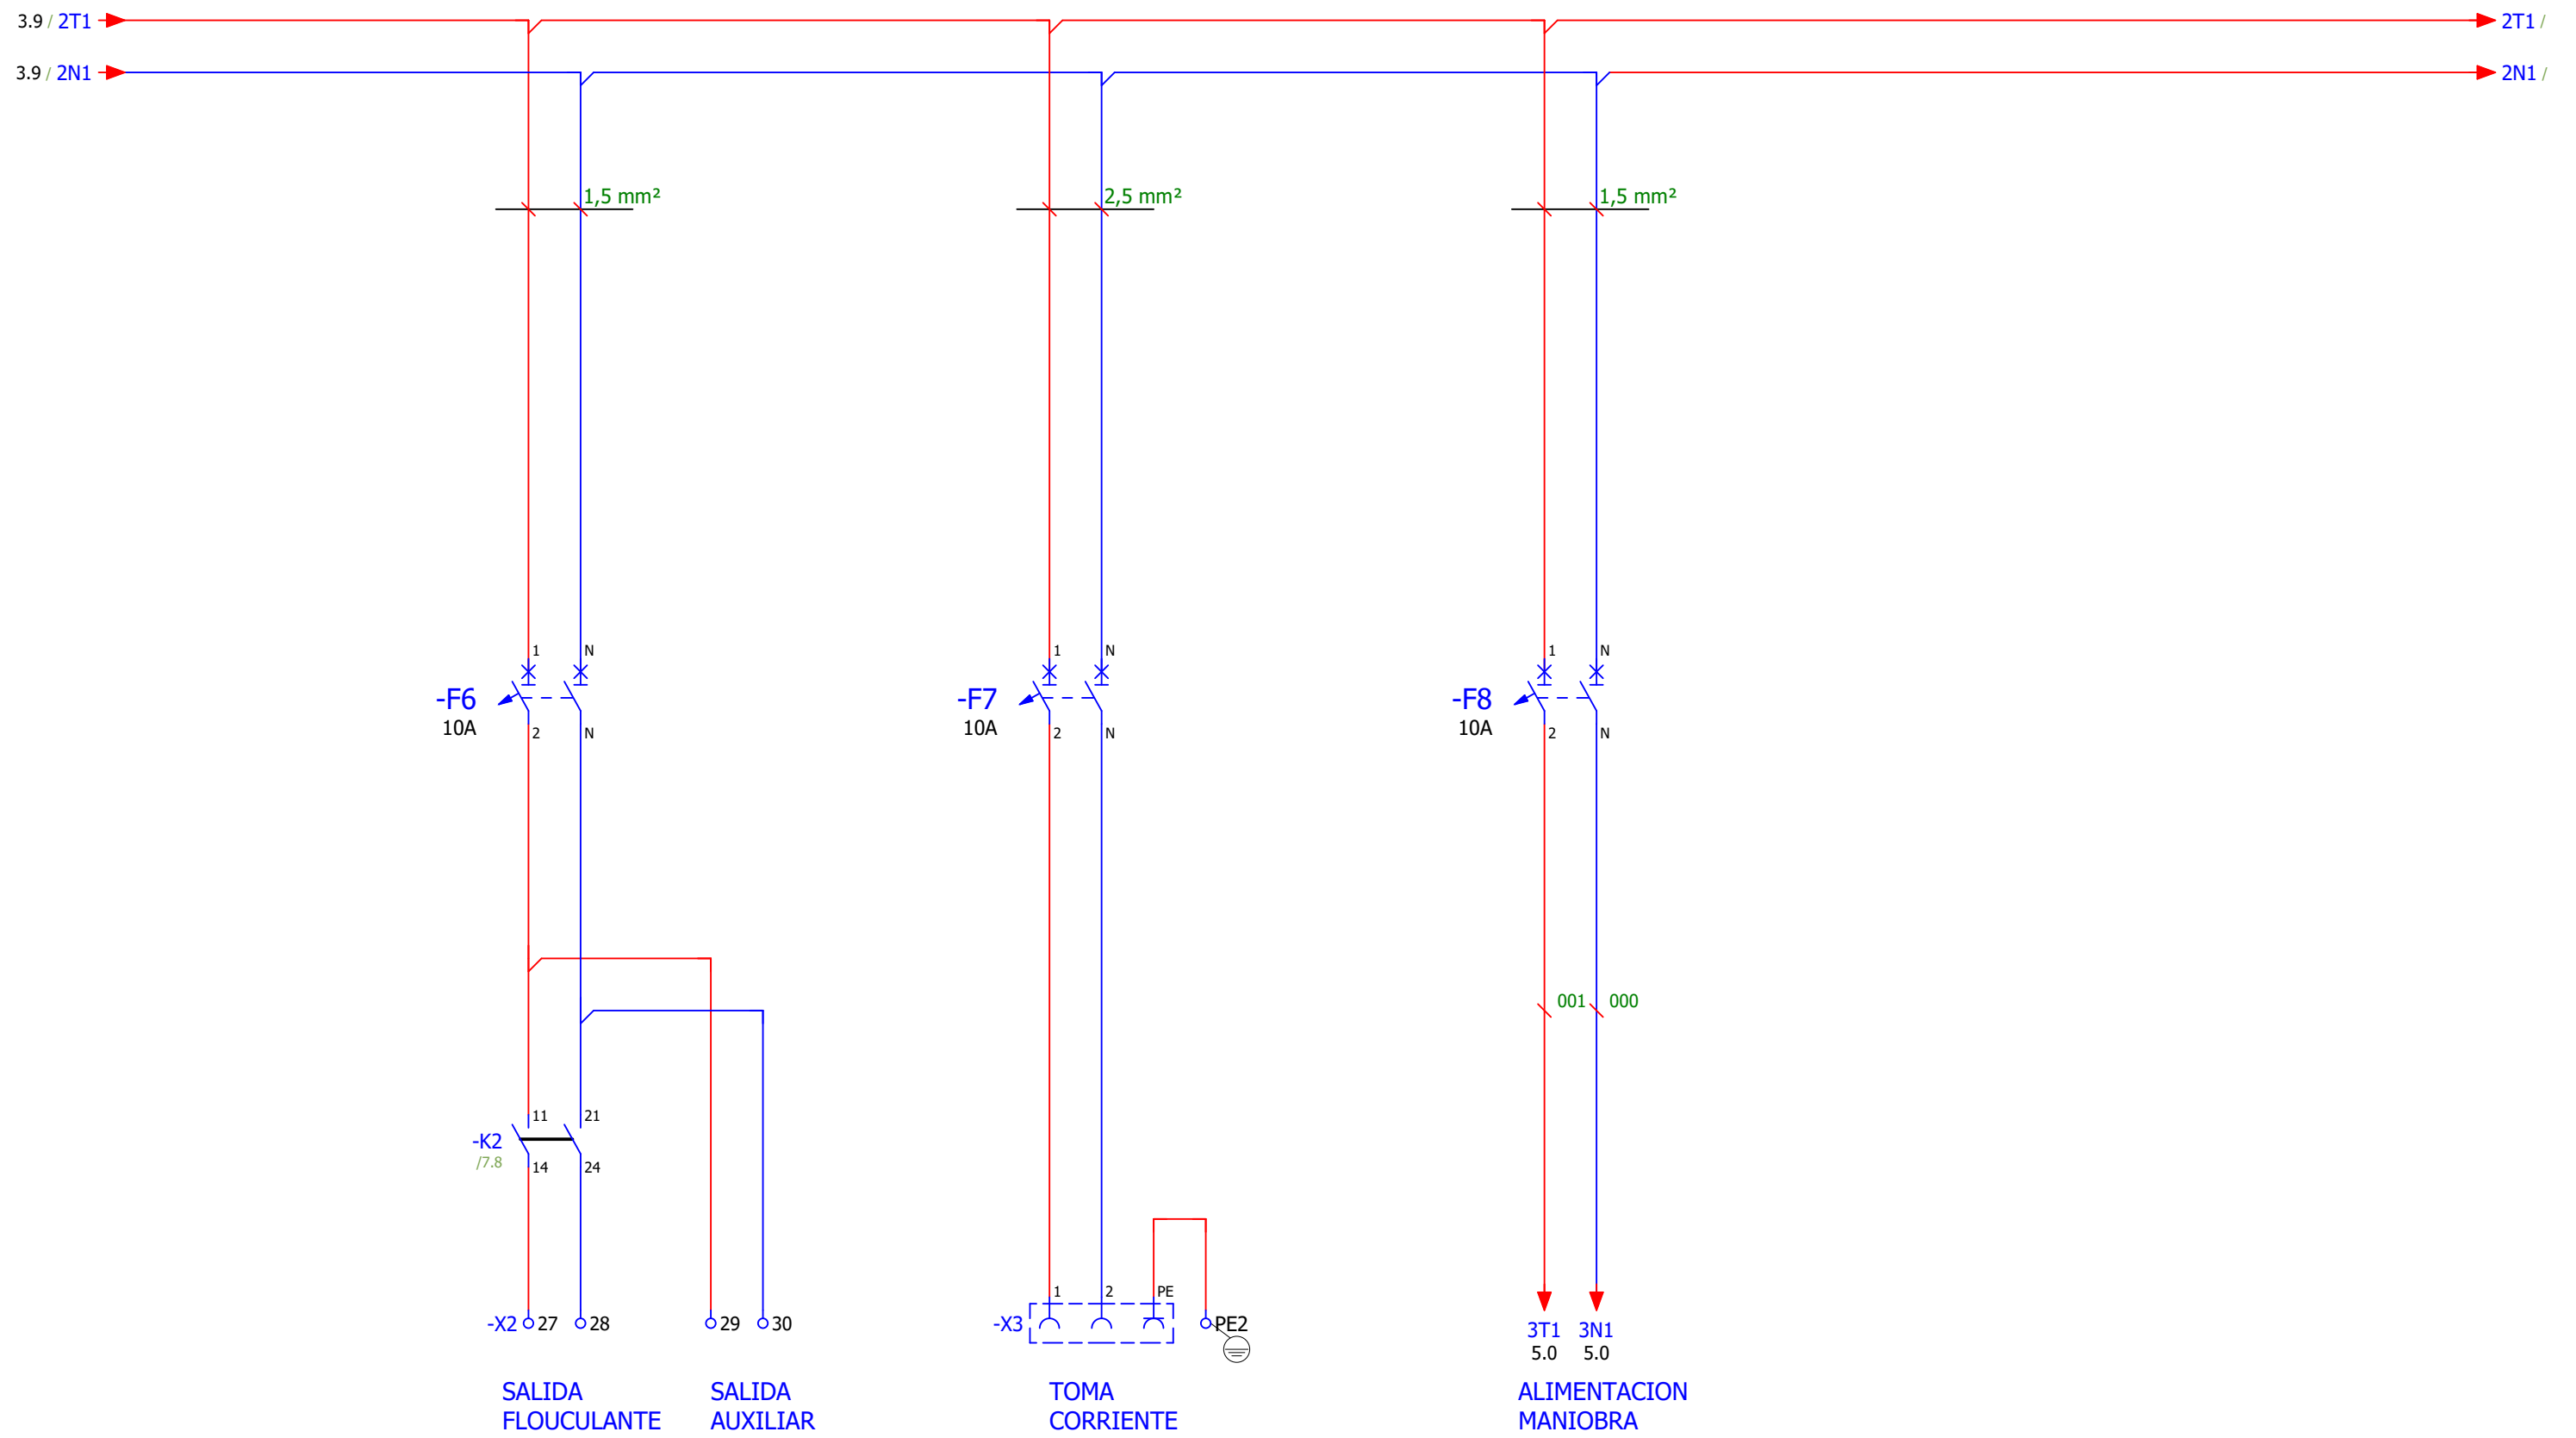 3.9 / 2T1
2T1 /
3.9 / 2N1
2N1 /
1,5 mm²
2,5 mm²
1,5 mm²
1 N
1 N
1 N
-F6
10A
-F7
10A
-F8
10A
2 N
2 N
2 N
001 000
11 21
-K2
/7.8
14 24
1 2 PE
-X2 27 28 29 30
-X3
PE2
3T1 3N1
5.0 5.0
SALIDA
FLOUCULANTE
SALIDA
AUXILIAR
TOMA
CORRIENTE
ALIMENTACION
MANIOBRA